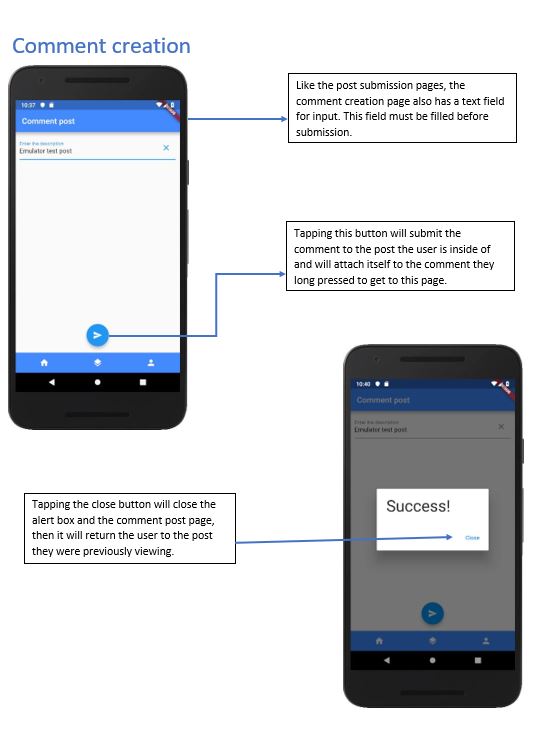 Comment creation
10:37
Comment post
Enter the description
Emulator test post
Like the post submission pages, the
comment creation page also has a text field
for input. This field must be filled before
submission.
Tapping this button will submit the
comment to the post the user is inside of
and will attach itself to the comment they
long pressed to get to this page.
10:40
Comment post
Enter the description
Emulator test post
Success!
Close
Tapping the close button will close the
alert box and the comment post page,
then it will return the user to the post
they were previously viewing.